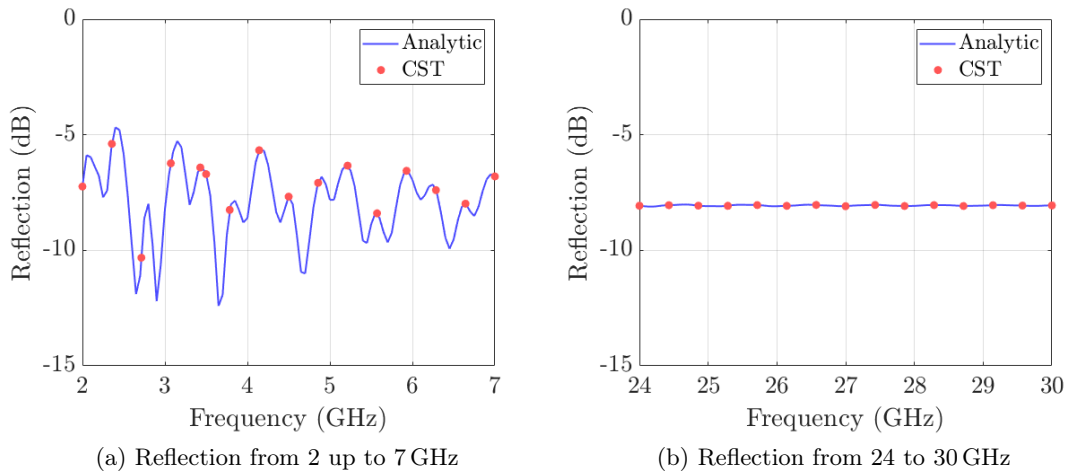 0
-5
-10
-15
Reflection (dB)
2 3 4 5 6 7
Frequency (GHz)
Analytic
CST
(a) Reflection from 2 up to 7 GHz
0
-5
-10
-15
Reflection (dB)
24 25 26 27 28 29 30
Frequency (GHz)
Analytic
CST
(b) Reflection from 24 to 30 GHz